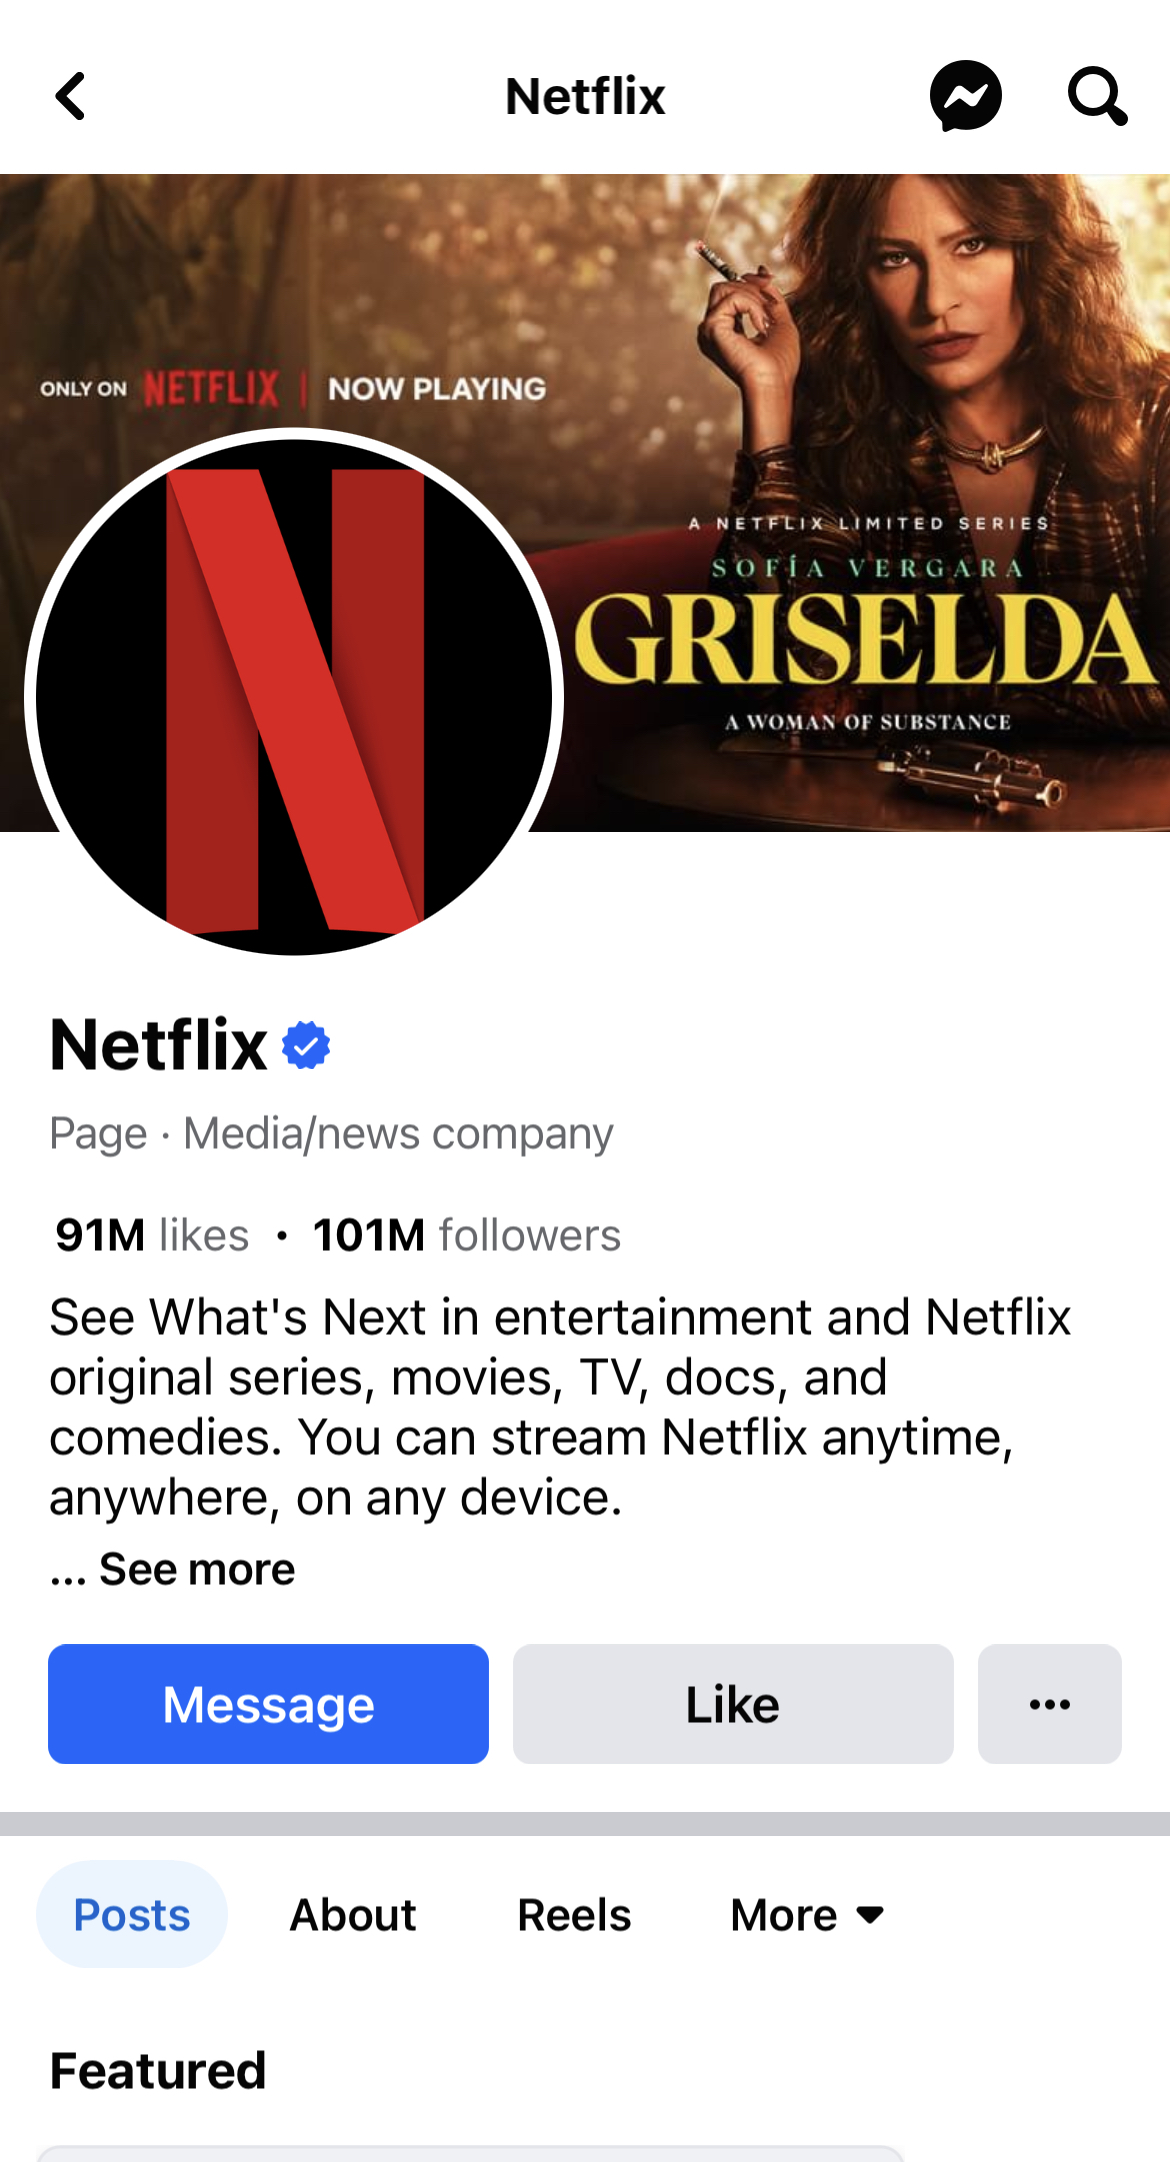 Netflix
ONLY ON NETFLIX | NOW PLAYING
A NETFLIX LIMITED SERIES
SOFÍA VERGARA
GRISELDA
A WOMAN OF SUBSTANCE
N
Netflix
Page · Media/news company
91M likes • 101M followers
See What's Next in entertainment and Netflix
original series, movies, TV, docs, and
comedies. You can stream Netflix anytime,
anywhere, on any device.
... See more
Message
Like
Posts
About
Reels
More
Featured